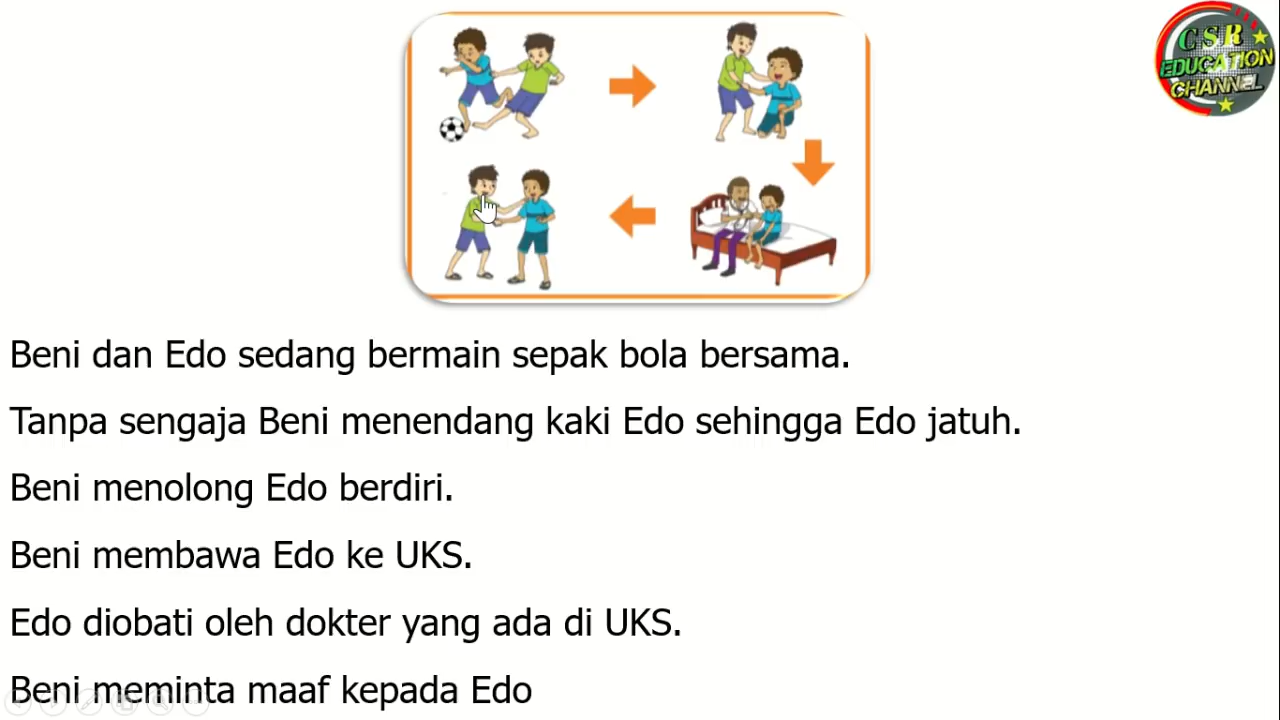 CSR
EDUCATION
CHANNEL
Beni dan Edo sedang bermain sepak bola bersama.
Tanpa sengaja Beni menendang kaki Edo sehingga Edo jatuh.
Beni menolong Edo berdiri.
Beni membawa Edo ke UKS.
Edo diobati oleh dokter yang ada di UKS.
Beni meminta maaf kepada Edo